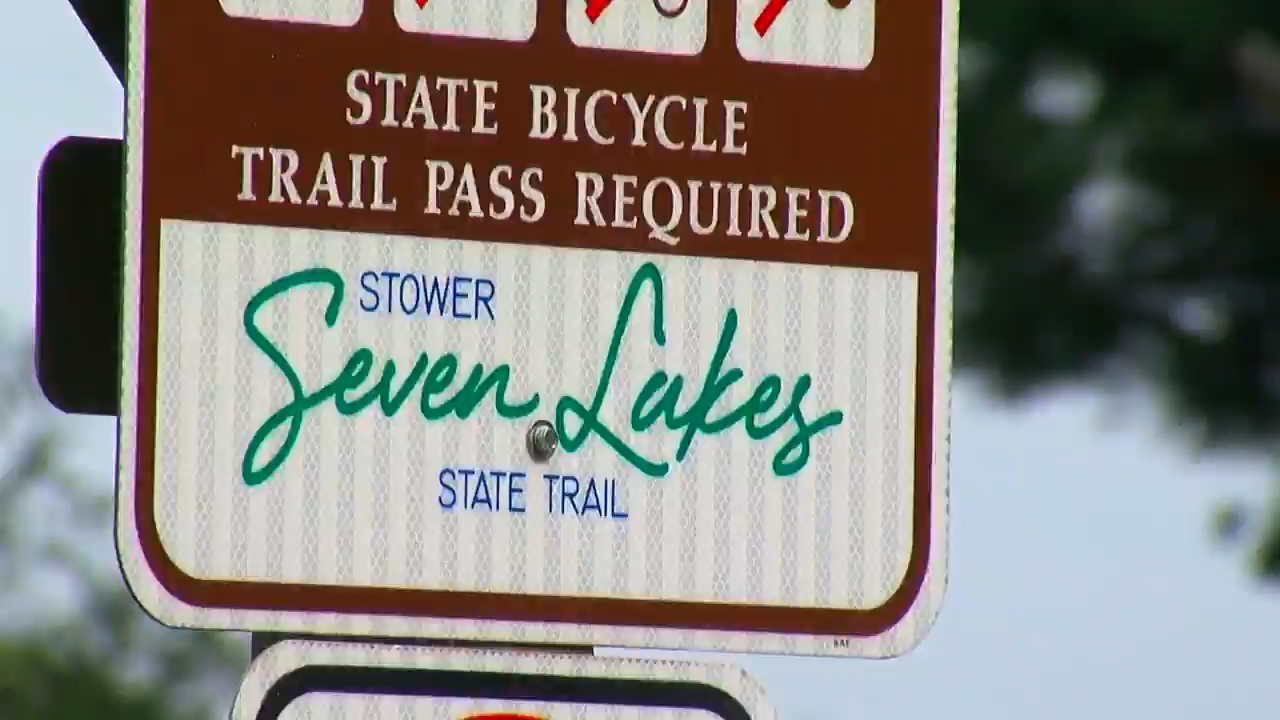 STATE BICYCLE
TRAIL PASS REQUIRED
STOWER
Seven Lakes
STATE TRAIL